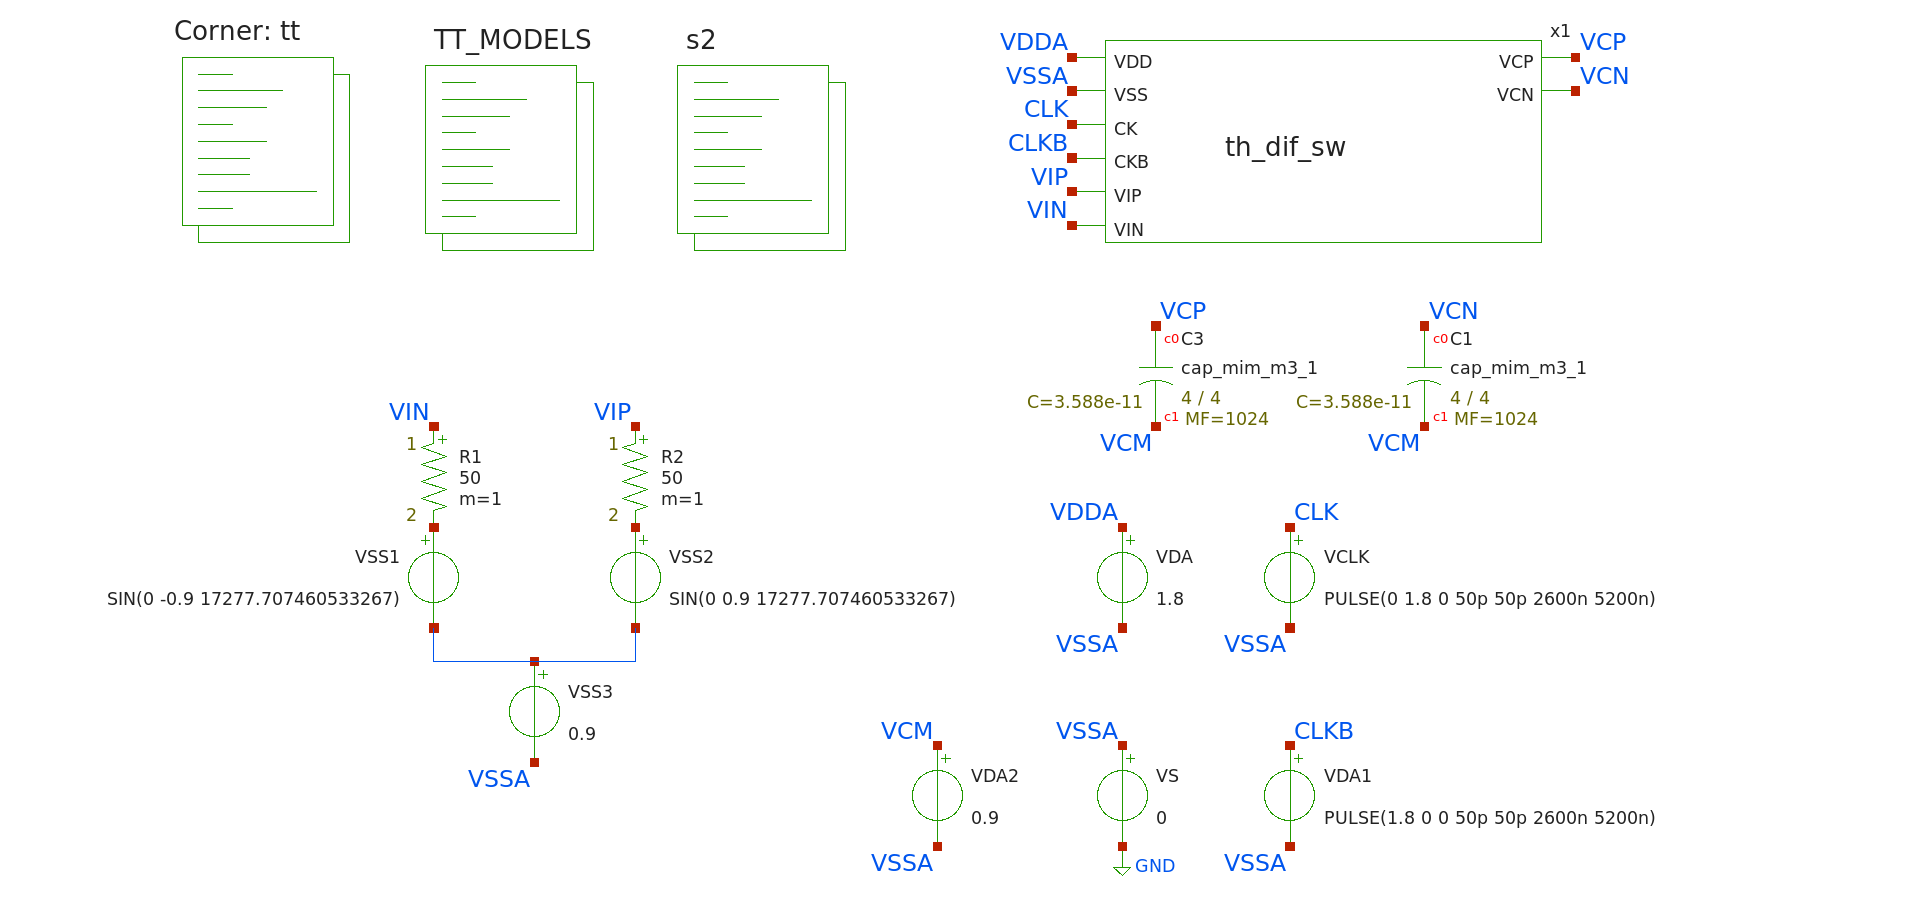 Corner: tt
TT_MODELS
s2
x1
VDDA
VSSA
CLK
CLKB
VIP
VIN
VDD
VSS
CK
CKB
VIP
VIN
th_dif_sw
VCP
VCN
VCP
VCN
VCP
c0 C3
cap_mim_m3_1
C=3.588e-11
4 / 4
c1 MF=1024
VCM
VCN
c0 C1
cap_mim_m3_1
C=3.588e-11
4 / 4
c1 MF=1024
VCM
VIN
1
+
R1
50
m=1
2
+
VSS1
SIN(0 -0.9 17277.707460533267)
VIP
1
+
R2
50
m=1
2
+
VSS2
SIN(0 0.9 17277.707460533267)
+
VSS3
0.9
VSSA
VDDA
+
VDA
1.8
VSSA
CLK
+
VCLK
PULSE(0 1.8 0 50p 50p 2600n 5200n)
VSSA
VCM
+
VDA2
0.9
VSSA
VSSA
+
VS
0
GND
CLKB
+
VDA1
PULSE(1.8 0 0 50p 50p 2600n 5200n)
VSSA